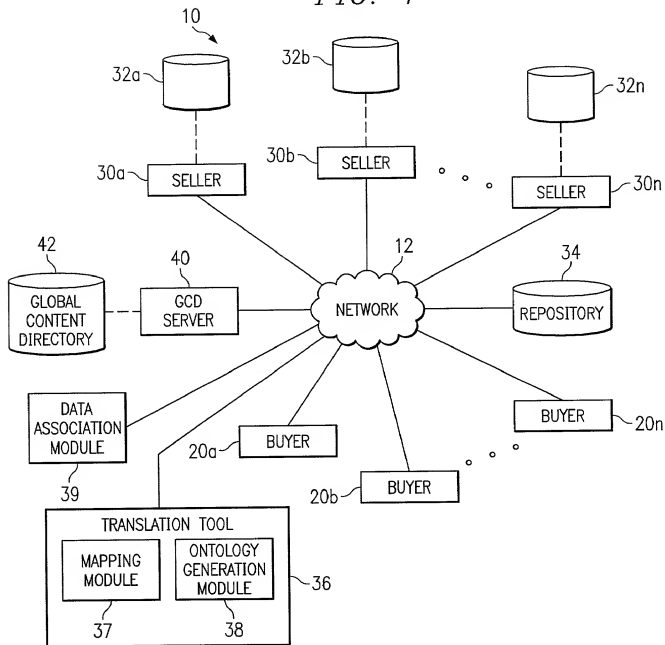 10
32a
32b
32n
30a
SELLER
30b
SELLER
SELLER
30n
42
40
12
34
GLOBAL
CONTENT
DIRECTORY
GCD
SERVER
NETWORK
REPOSITORY
DATA
ASSOCIATION
MODULE
39
20a
BUYER
20b
BUYER
BUYER
20n
TRANSLATION TOOL
MAPPING
MODULE
37
ONTOLOGY
GENERATION
MODULE
38
36